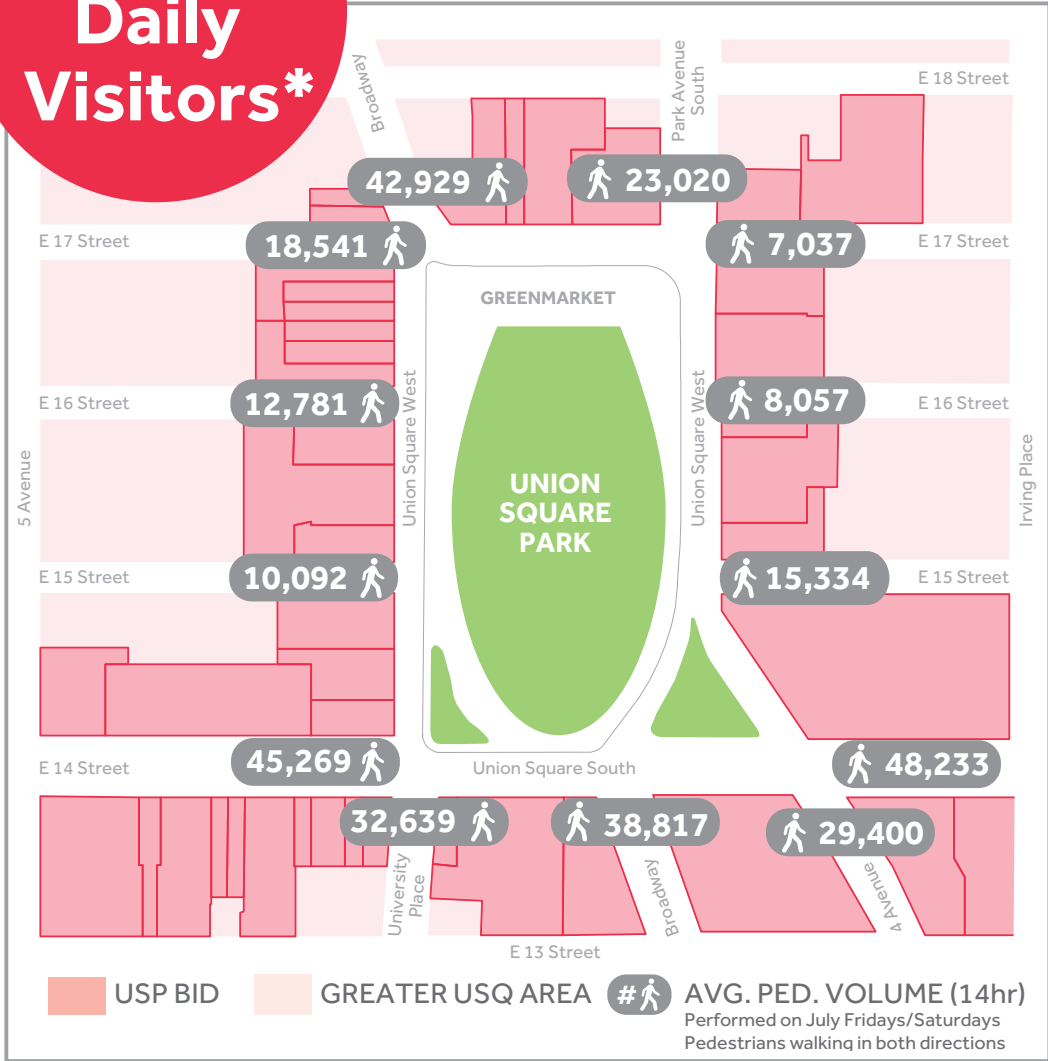 Daily
Visitors*
Broadway
Park Avenue
South
E 18 Street
42,929
23,020
E 17 Street
18,541
7,037
E 17 Street
GREENMARKET
E 16 Street
12,781
Union Square West
Union Square West
8,057
E 16 Street
5 Avenue
UNION
SQUARE
PARK
Irving Place
E 15 Street
10,092
15,334
E 15 Street
E 14 Street
45,269
Union Square South
48,233
32,639
38,817
29,400
University
Place
Broadway
4 Avenue
E 13 Street
USP BID
GREATER USQ AREA
#
AVG. PED. VOLUME (14hr)
Performed on July Fridays/Saturdays
Pedestrians walking in both directions